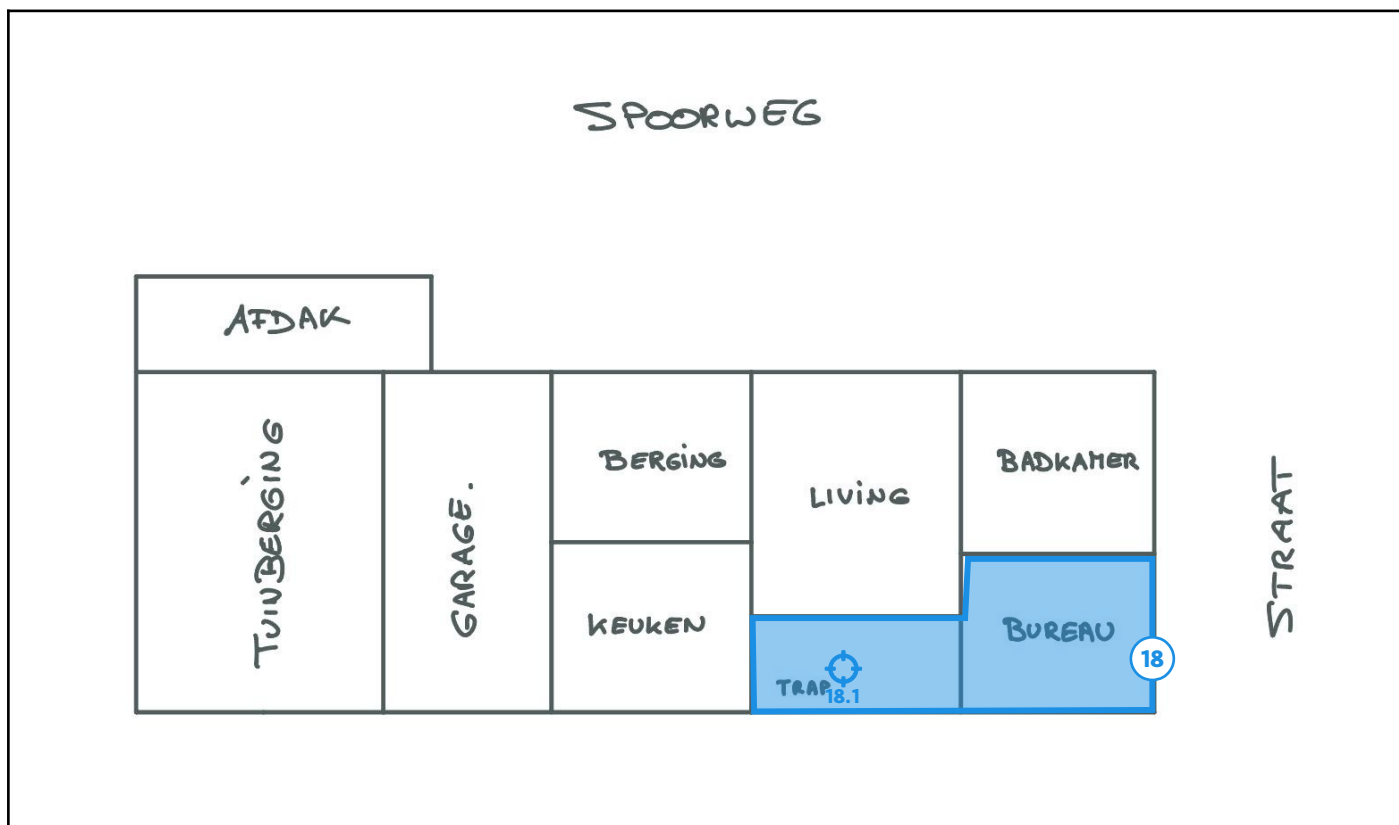 SPOORWEG
AFDAK
TUINBERGING
GARAGE.
BERGING
KEUKEN
LIVING
TRAP
18.1
BADKAMER
BUREAU
18
STRAAT